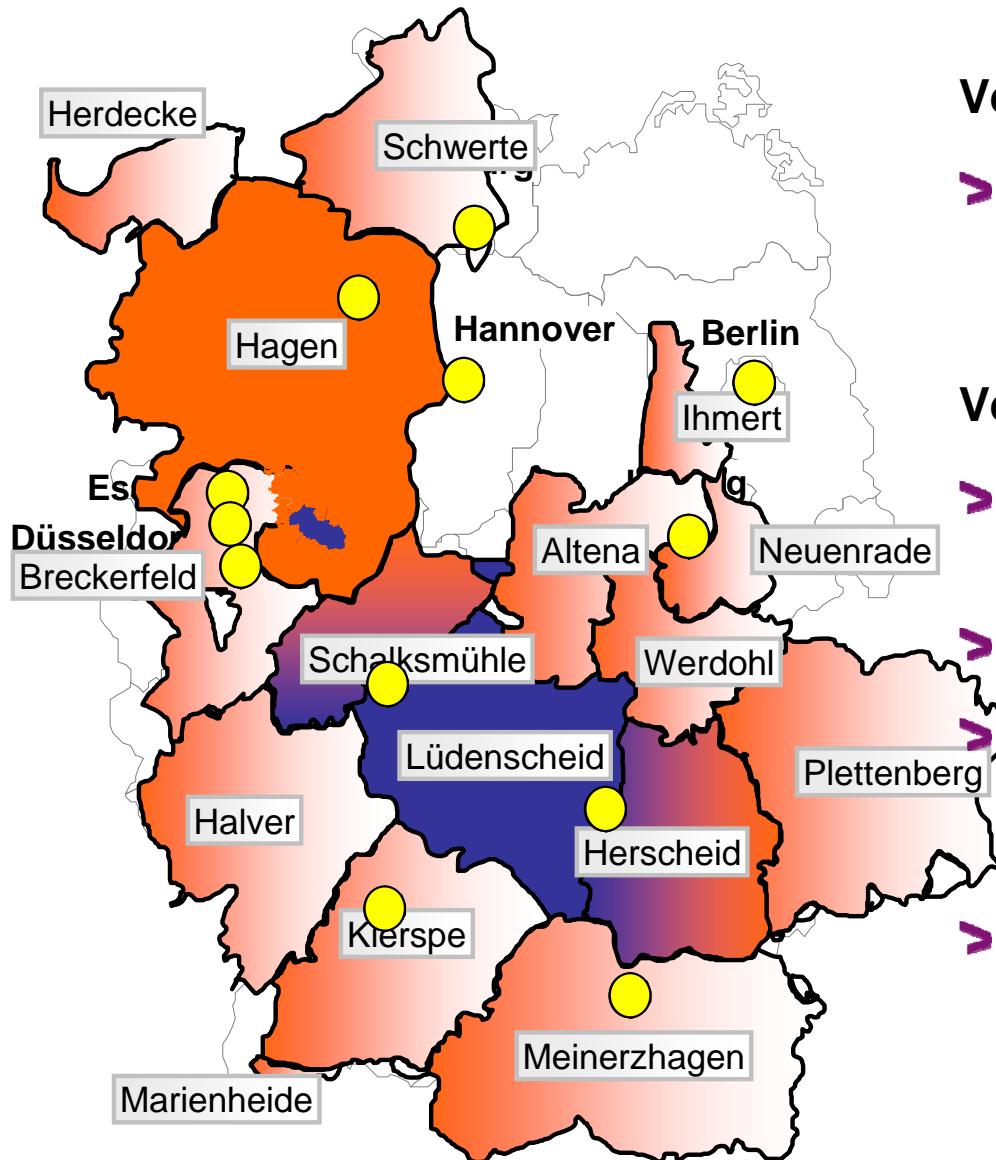 Herdecke
Schwerte
Hagen
Hannover
Berlin
Ihmert
Es
Düsseldor
Breckerfeld
Altena
Neuenrade
Schalksmühle
Werdohl
Lüdenscheid
Plettenberg
Halver
Herscheid
Kierspe
Meinerzhagen
Marienheide